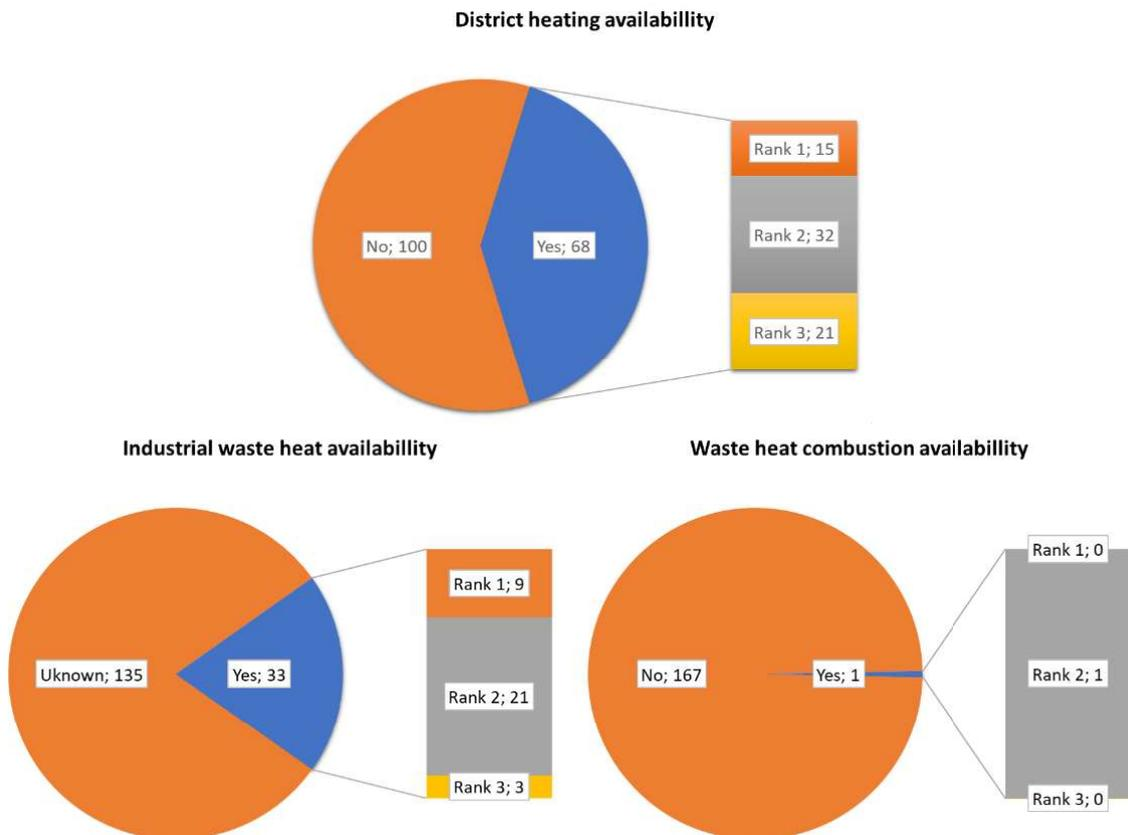 District heating availabillity
Rank 1; 15
No; 100
Yes; 68
Rank 2; 32
Rank 3; 21
Industrial waste heat availabillity
Uknown; 135
Yes; 33
Rank 1; 9
Rank 2; 21
Rank 3; 3
Waste heat combustion availabillity
No; 167
Yes; 1
Rank 1; 0
Rank 2; 1
Rank 3; 0